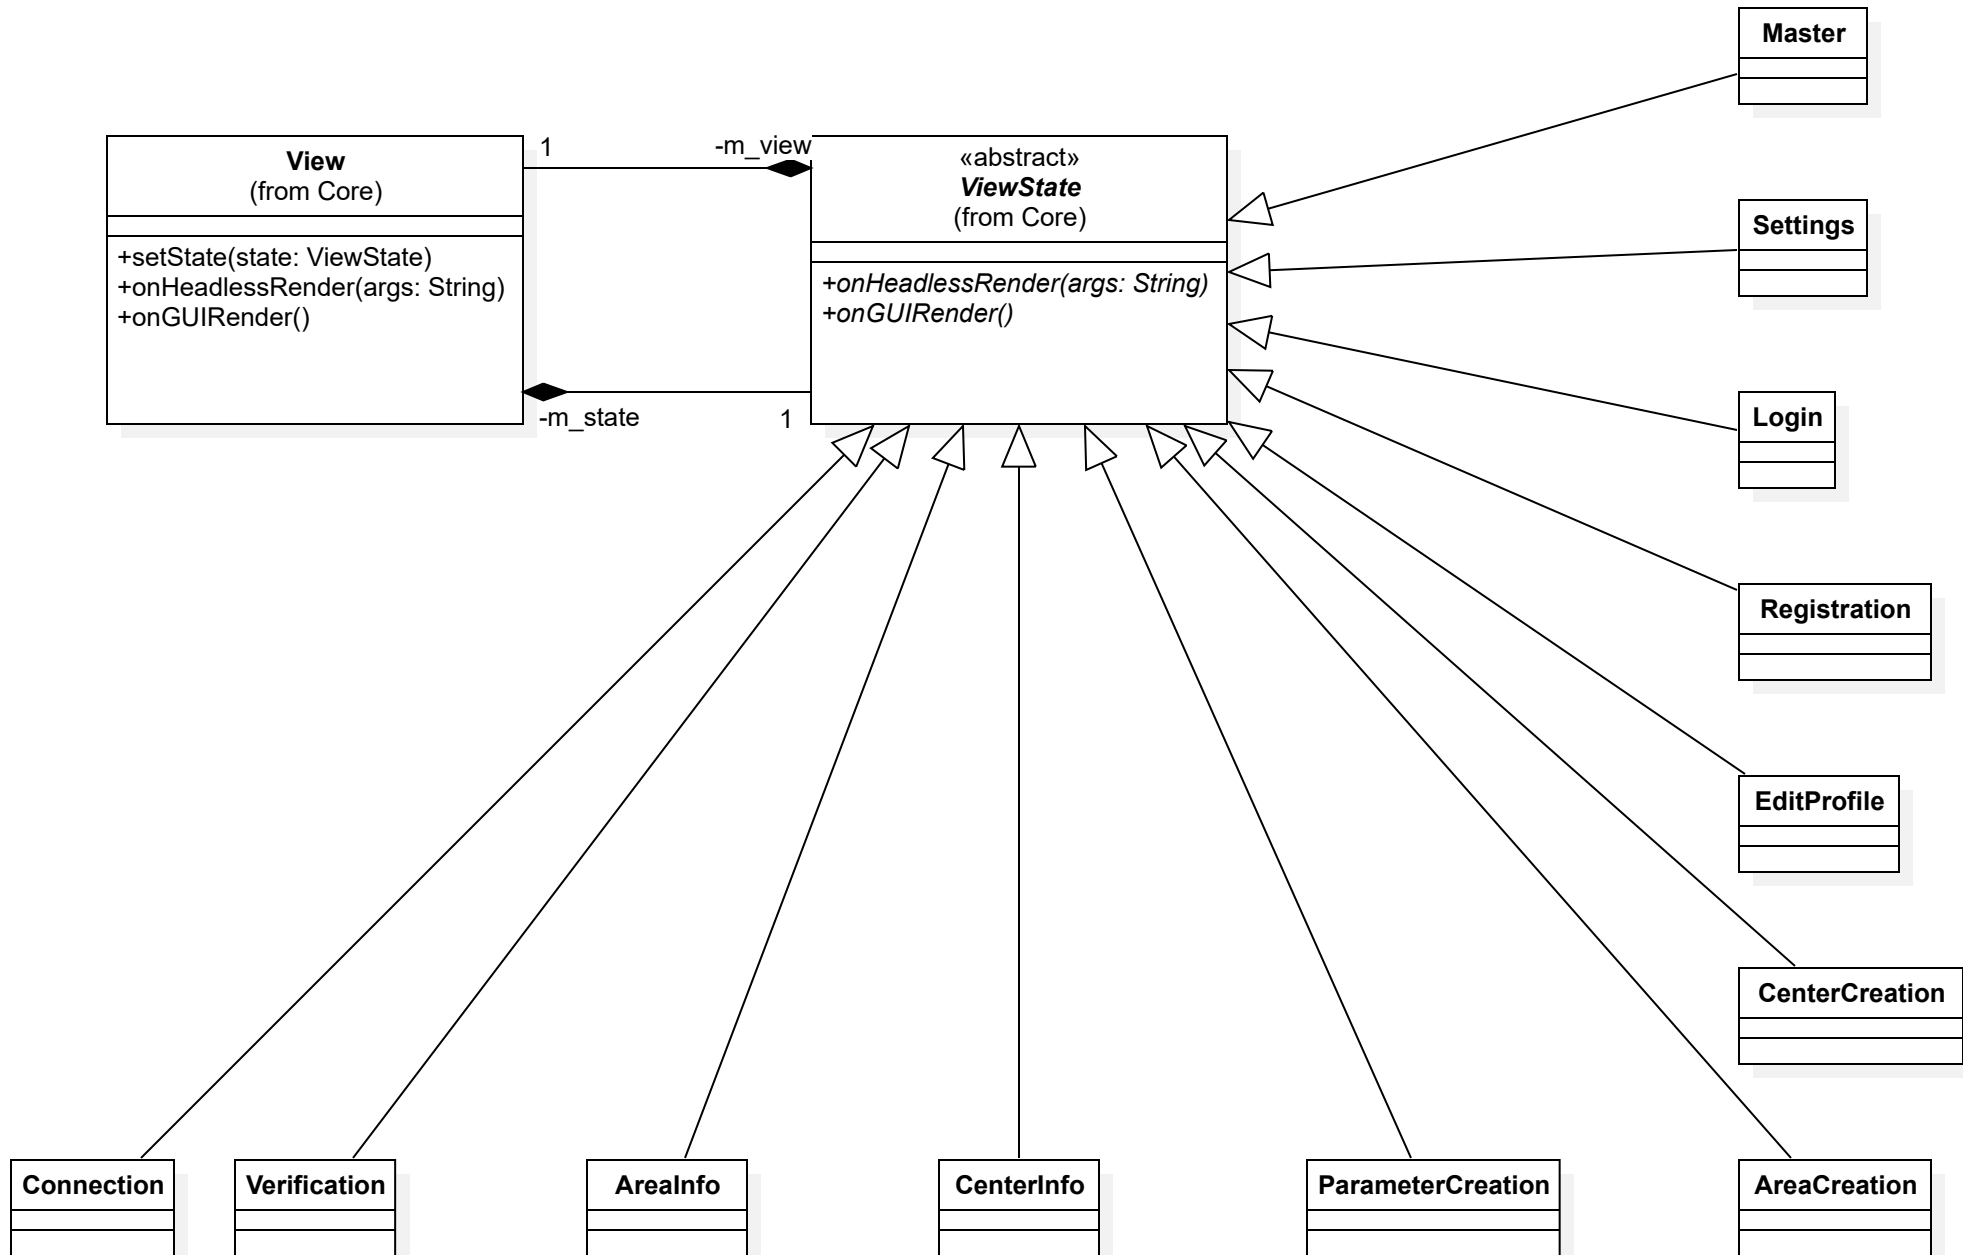 Master
View
(from Core)
+setState(state: ViewState)
+onHeadlessRender(args: String)
+onGUIRender()
1
-m_view
-m_state
1
«abstract»
ViewState
(from Core)
+onHeadlessRender(args: String)
+onGUIRender()
Settings
Login
Registration
EditProfile
CenterCreation
Connection
Verification
AreaInfo
CenterInfo
ParameterCreation
AreaCreation